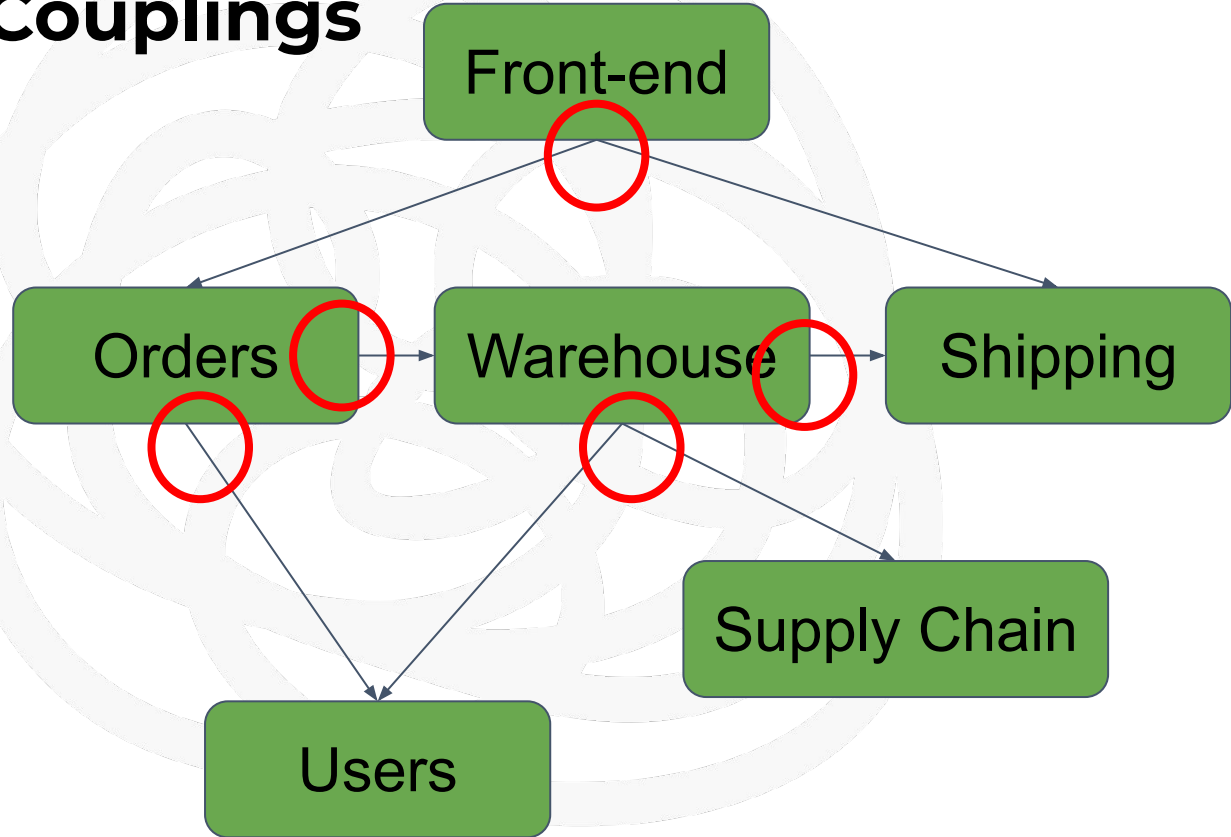 Couplings
Front-end
Orders
Warehouse
Shipping
Supply Chain
Users